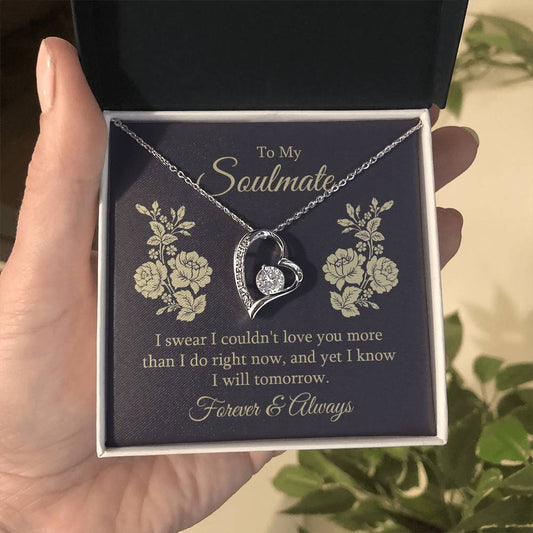 To My
Soulmate
I swear I couldn't love you more
than I do right now, and yet I know
I will tomorrow.
Forever & Always